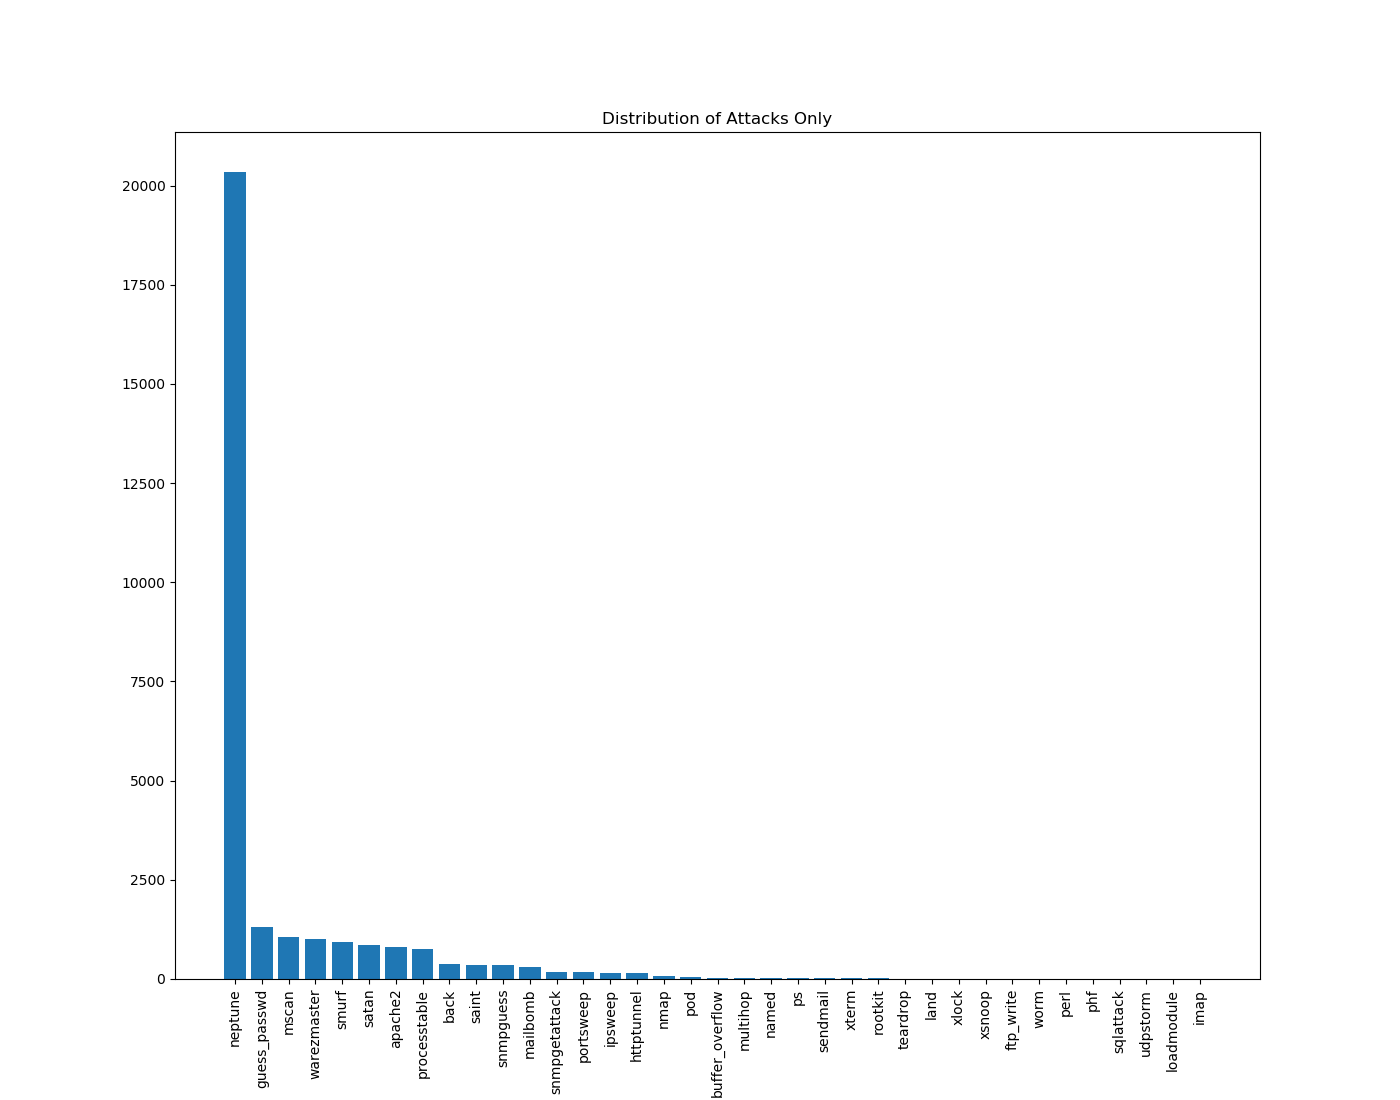 Distribution of Attacks Only
20000
17500
15000
12500
10000
7500
5000
2500
0
neptune
guess_passwd
mscan
warezmaster
smurf
satan
apache2
processtable
back
saint
snmpguess
mailbomb
snmpgetattack
portsweep
ipsweep
httptunnel
nmap
pod
buffer_overflow
multihop
named
ps
sendmail
xterm
rootkit
teardrop
land
xlock
xsnoop
ftp_write
worm
perl
phf
sqlattack
udpstorm
loadmodule
imap